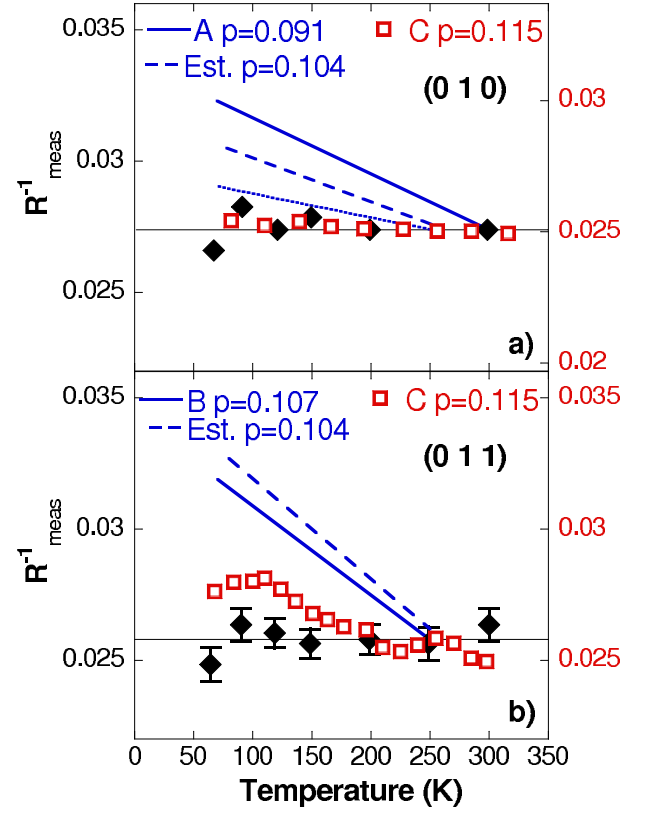 0.035
A p=0.091
C p=0.115
Est. p=0.104
(0 1 0)
0.03
0.03
R⁻¹meas
0.025
0.025
a)
0.02
0.035
B p=0.107
C p=0.115
0.035
Est. p=0.104
(0 1 1)
0.03
0.03
R⁻¹meas
0.025
0.025
b)
0 50 100 150 200 250 300 350
Temperature (K)